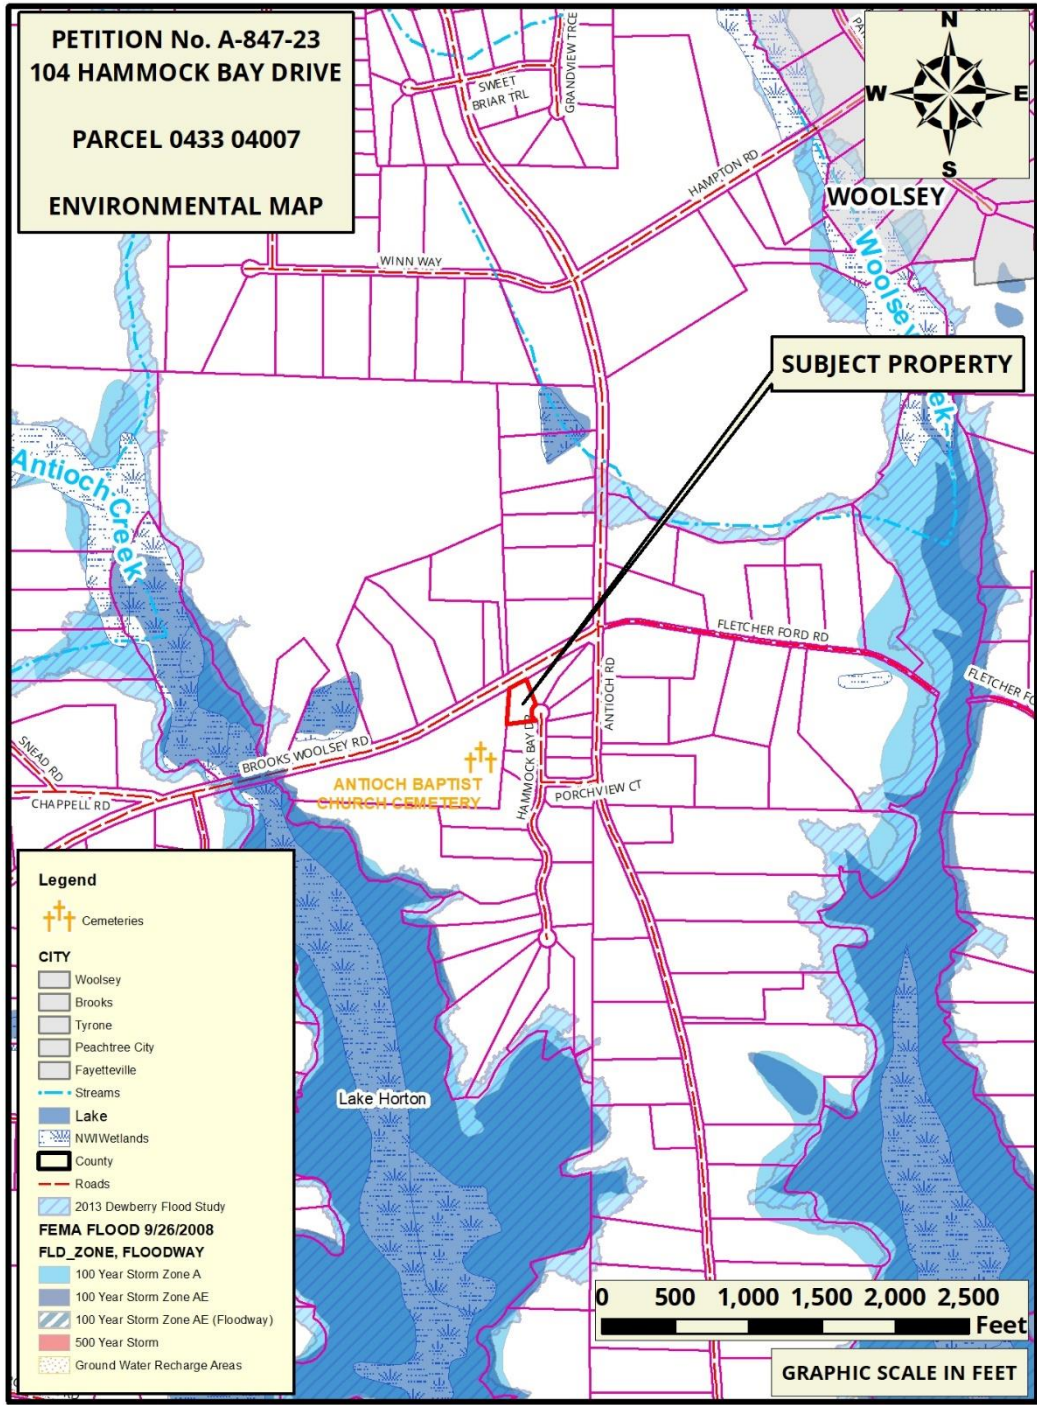 PETITION No. A-847-23
104 HAMMOCK BAY DRIVE
PARCEL 0433 04007
ENVIRONMENTAL MAP
N
W
E
S
SWEET
BRIAR TRL
GRANDVIEW TRCE
HAMPTON RD
WOOLSEY
Woolsey
eek
WINN WAY
SUBJECT PROPERTY
Antioch Creek
FLETCHER FORD RD
ANTIOCH RD
BROOKS WOOLSEY RD
SNEAD RD
CHAPPELL RD
ANTIOCH BAPTIST
CHURCH CEMETERY
HAMMOCK BAY DR
PORCHVIEW CT
Lake Horton
Legend
Cemeteries
CITY
Woolsey
Brooks
Tyrone
Peachtree City
Fayetteville
Streams
Lake
NWIWetlands
County
Roads
2013 Dewberry Flood Study
FEMA FLOOD 9/26/2008
FLD_ZONE, FLOODWAY
100 Year Storm Zone A
100 Year Storm Zone AE
100 Year Storm Zone AE (Floodway)
500 Year Storm
Ground Water Recharge Areas
0 500 1,000 1,500 2,000 2,500
Feet
GRAPHIC SCALE IN FEET